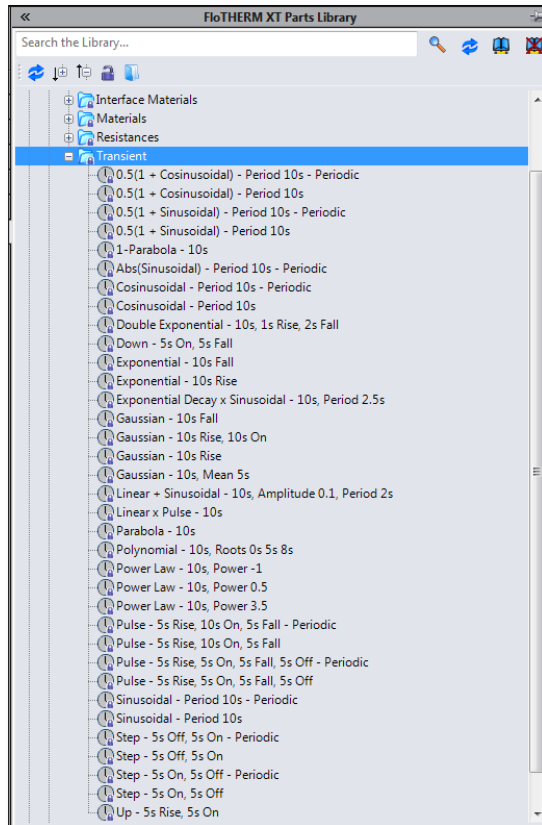 FloTHERM XT Parts Library
Search the Library...
Interface Materials
Materials
Resistances
Transient
0.5(1 + Cosinusoidal) - Period 10s - Periodic
0.5(1 + Cosinusoidal) - Period 10s
0.5(1 + Sinusoidal) - Period 10s - Periodic
0.5(1 + Sinusoidal) - Period 10s
1-Parabola - 10s
Abs(Sinusoidal) - Period 10s - Periodic
Cosinusoidal - Period 10s - Periodic
Cosinusoidal - Period 10s
Double Exponential - 10s, 1s Rise, 2s Fall
Down - 5s On, 5s Fall
Exponential - 10s Fall
Exponential - 10s Rise
Exponential Decay x Sinusoidal - 10s, Period 2.5s
Gaussian - 10s Fall
Gaussian - 10s Rise, 10s On
Gaussian - 10s Rise
Gaussian - 10s, Mean 5s
Linear + Sinusoidal - 10s, Amplitude 0.1, Period 2s
Linear x Pulse - 10s
Parabola - 10s
Polynomial - 10s, Roots 0s 5s 8s
Power Law - 10s, Power -1
Power Law - 10s, Power 0.5
Power Law - 10s, Power 3.5
Pulse - 5s Rise, 10s On, 5s Fall - Periodic
Pulse - 5s Rise, 10s On, 5s Fall
Pulse - 5s Rise, 5s On, 5s Fall, 5s Off - Periodic
Pulse - 5s Rise, 5s On, 5s Fall, 5s Off
Sinusoidal - Period 10s - Periodic
Sinusoidal - Period 10s
Step - 5s Off, 5s On - Periodic
Step - 5s Off, 5s On
Step - 5s On, 5s Off - Periodic
Step - 5s On, 5s Off
Up - 5s Rise, 5s On